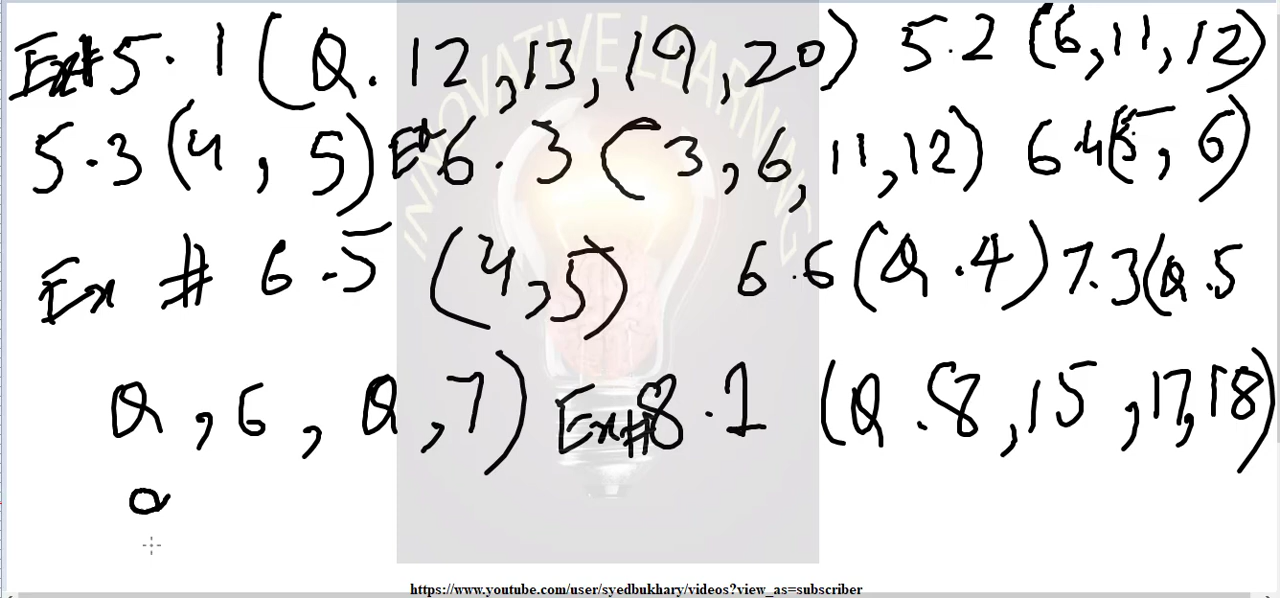 Ex# 5.1 (Q. 12, 13, 19, 20) 5.2 (6, 11, 12)
5.3 (4, 5) Ex# 6.3 (3, 6, 11, 12) 6.4 (5, 6)
Ex # 6.5 (4, 5) 6.6 (Q.4) 7.3 (Q.5
Q, 6, Q, 7) Ex# 8.1 (Q.8, 15, 17, 18)
a
INNOVATIVE LEARNING
https://www.youtube.com/user/syedbukhary/videos?view_as=subscriber